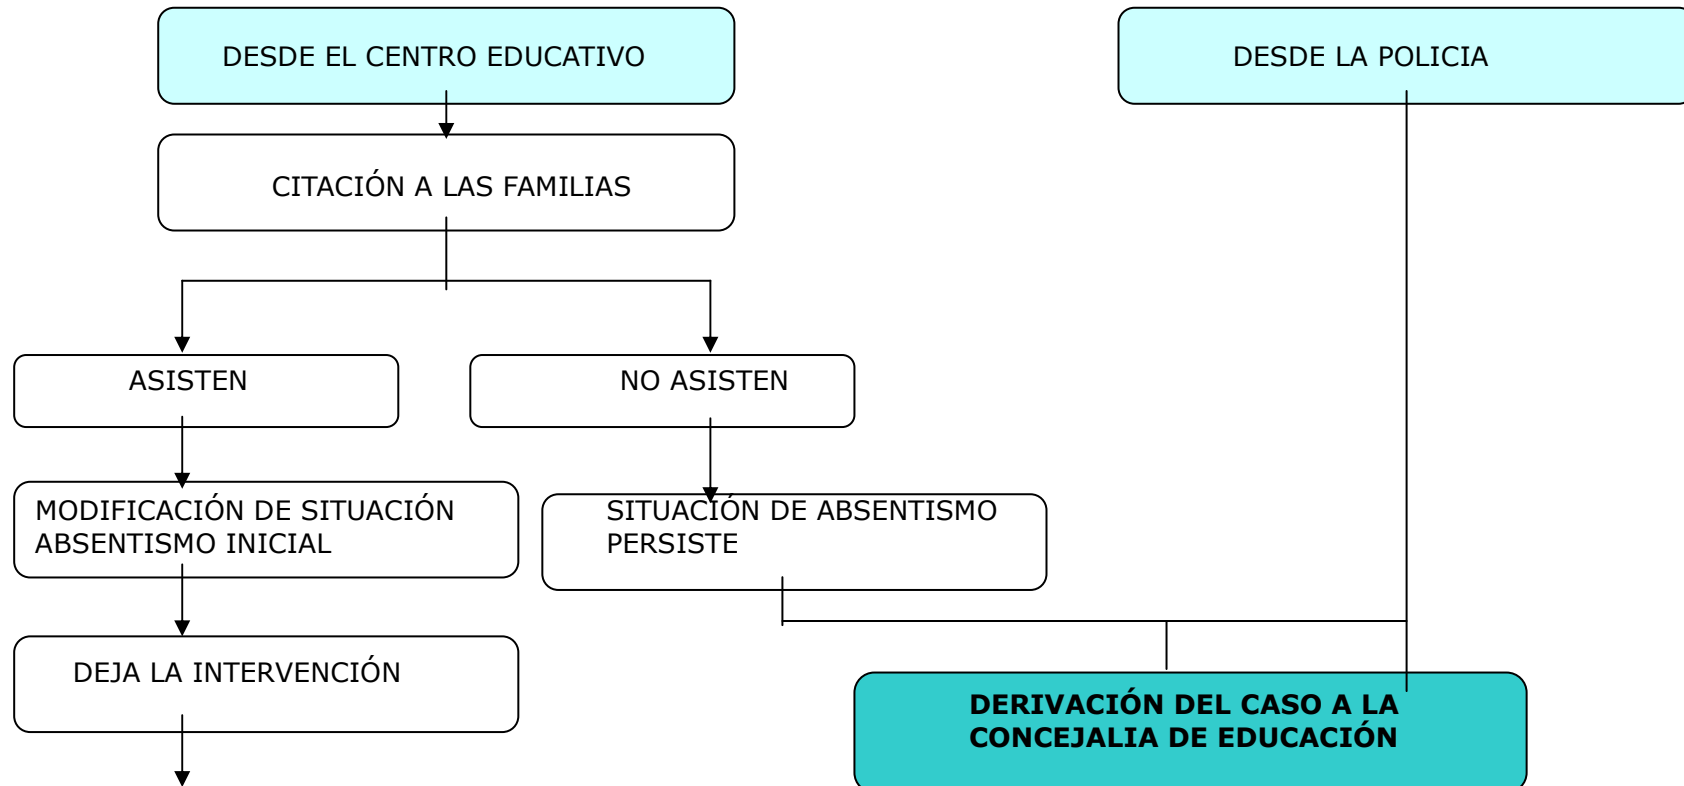 DESDE EL CENTRO EDUCATIVO
DESDE LA POLICIA
CITACIÓN A LAS FAMILIAS
ASISTEN
NO ASISTEN
MODIFICACIÓN DE SITUACIÓN
ABSENTISMO INICIAL
SITUACIÓN DE ABSENTISMO
PERSISTE
DEJA LA INTERVENCIÓN
DERIVACIÓN DEL CASO A LA
CONCEJALIA DE EDUCACIÓN